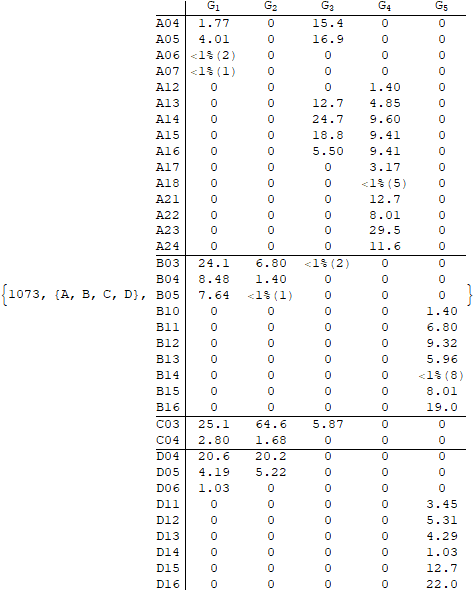 G1 G2 G3 G4 G5
A04 1.77 0 15.4 0 0
A05 4.01 0 16.9 0 0
A06 <1%(2) 0 0 0 0
A07 <1%(1) 0 0 0 0
A12 0 0 0 1.40 0
A13 0 0 12.7 4.85 0
A14 0 0 24.7 9.60 0
A15 0 0 18.8 9.41 0
A16 0 0 5.50 9.41 0
A17 0 0 0 3.17 0
A18 0 0 0 <1%(5) 0
A21 0 0 0 12.7 0
A22 0 0 0 8.01 0
A23 0 0 0 29.5 0
A24 0 0 0 11.6 0
B03 24.1 6.80 <1%(2) 0 0
B04 8.48 1.40 0 0 0
{1073, {A, B, C, D}, B05 7.64 <1%(1) 0 0 0 }
B10 0 0 0 0 1.40
B11 0 0 0 0 6.80
B12 0 0 0 0 9.32
B13 0 0 0 0 5.96
B14 0 0 0 0 <1%(8)
B15 0 0 0 0 8.01
B16 0 0 0 0 19.0
C03 25.1 64.6 5.87 0 0
C04 2.80 1.68 0 0 0
D04 20.6 20.2 0 0 0
D05 4.19 5.22 0 0 0
D06 1.03 0 0 0 0
D11 0 0 0 0 3.45
D12 0 0 0 0 5.31
D13 0 0 0 0 4.29
D14 0 0 0 0 1.03
D15 0 0 0 0 12.7
D16 0 0 0 0 22.0